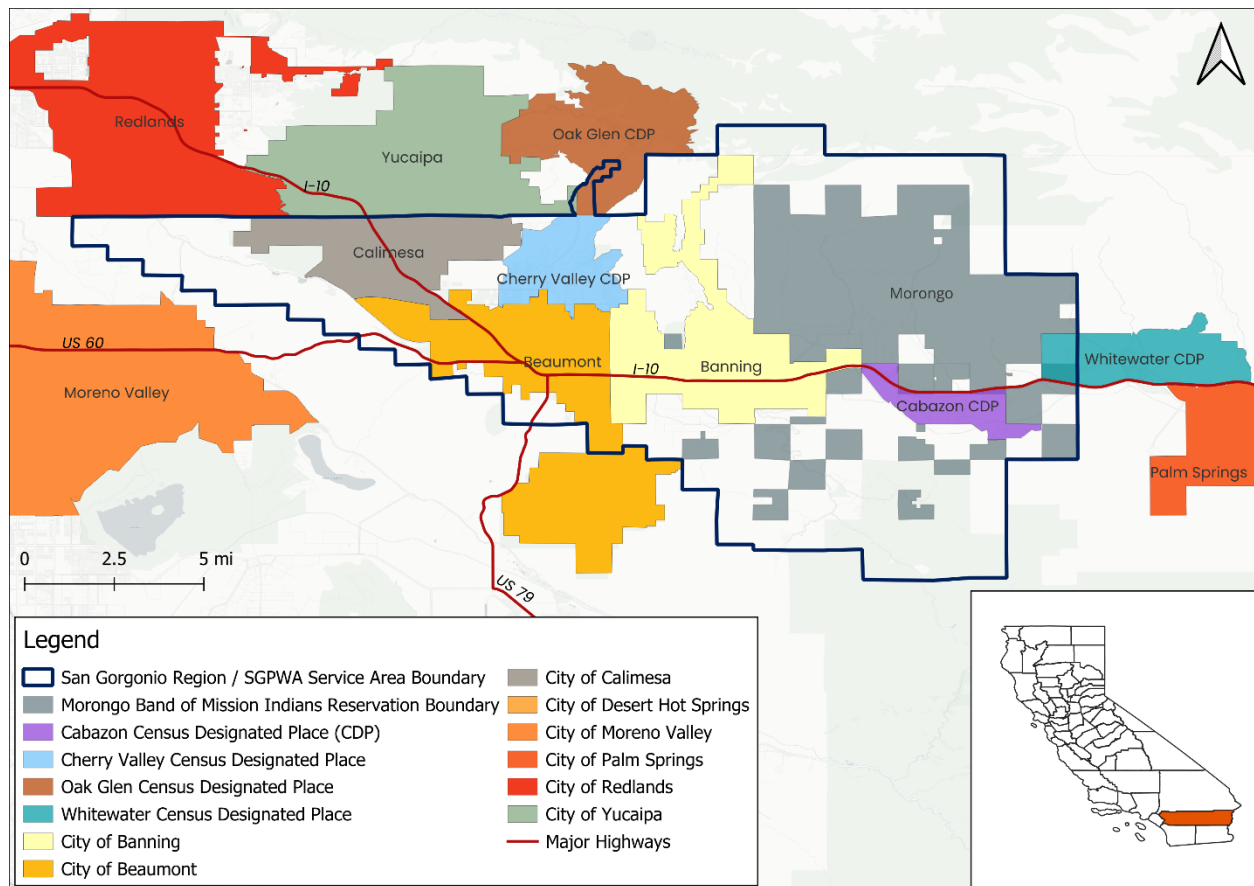 Redlands
Oak Glen CDP
Yucaipa
I-10
Calimesa
Cherry Valley CDP
Morongo
US 60
Beaumont
I-10
Banning
Whitewater CDP
Moreno Valley
Cabazon CDP
Palm Springs
0 2.5 5 mi
US 79
Legend
San Gorgonio Region / SGPWA Service Area Boundary
Morongo Band of Mission Indians Reservation Boundary
Cabazon Census Designated Place (CDP)
Cherry Valley Census Designated Place
Oak Glen Census Designated Place
Whitewater Census Designated Place
City of Banning
City of Beaumont
City of Calimesa
City of Desert Hot Springs
City of Moreno Valley
City of Palm Springs
City of Redlands
City of Yucaipa
Major Highways